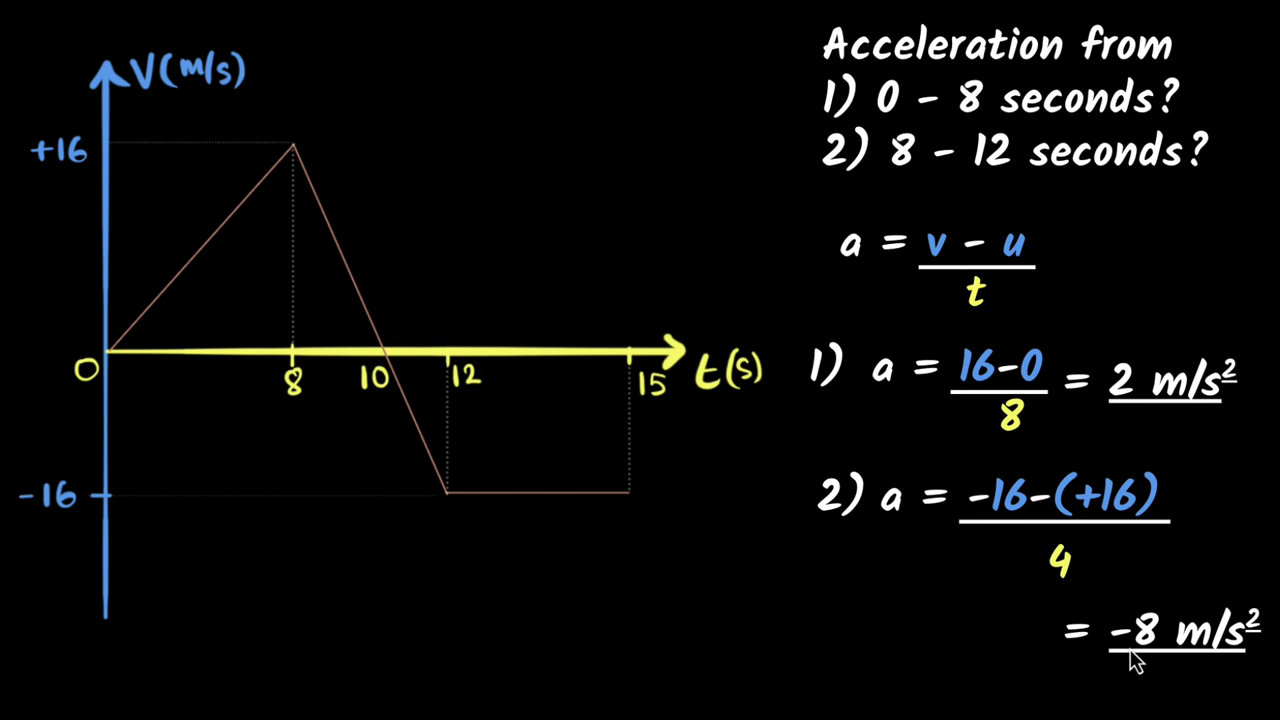 V(m/s)
+16
0
8
10
12
15
t(s)
-16
Acceleration from
1) 0 - 8 seconds?
2) 8 - 12 seconds?
a = v - u
t
1) a = 16-0 = 2 m/s²
8
2) a = -16-(+16)
4
= -8 m/s²